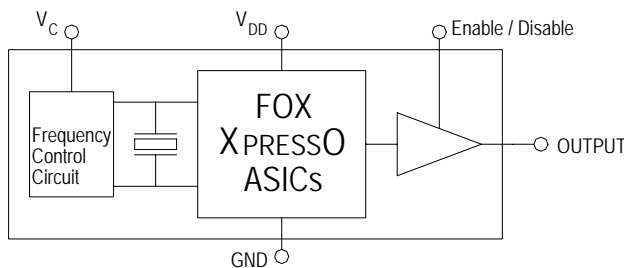 V_C
V_DD
Enable / Disable
Frequency
Control
Circuit
FOX
XPRESSO
ASICs
OUTPUT
GND